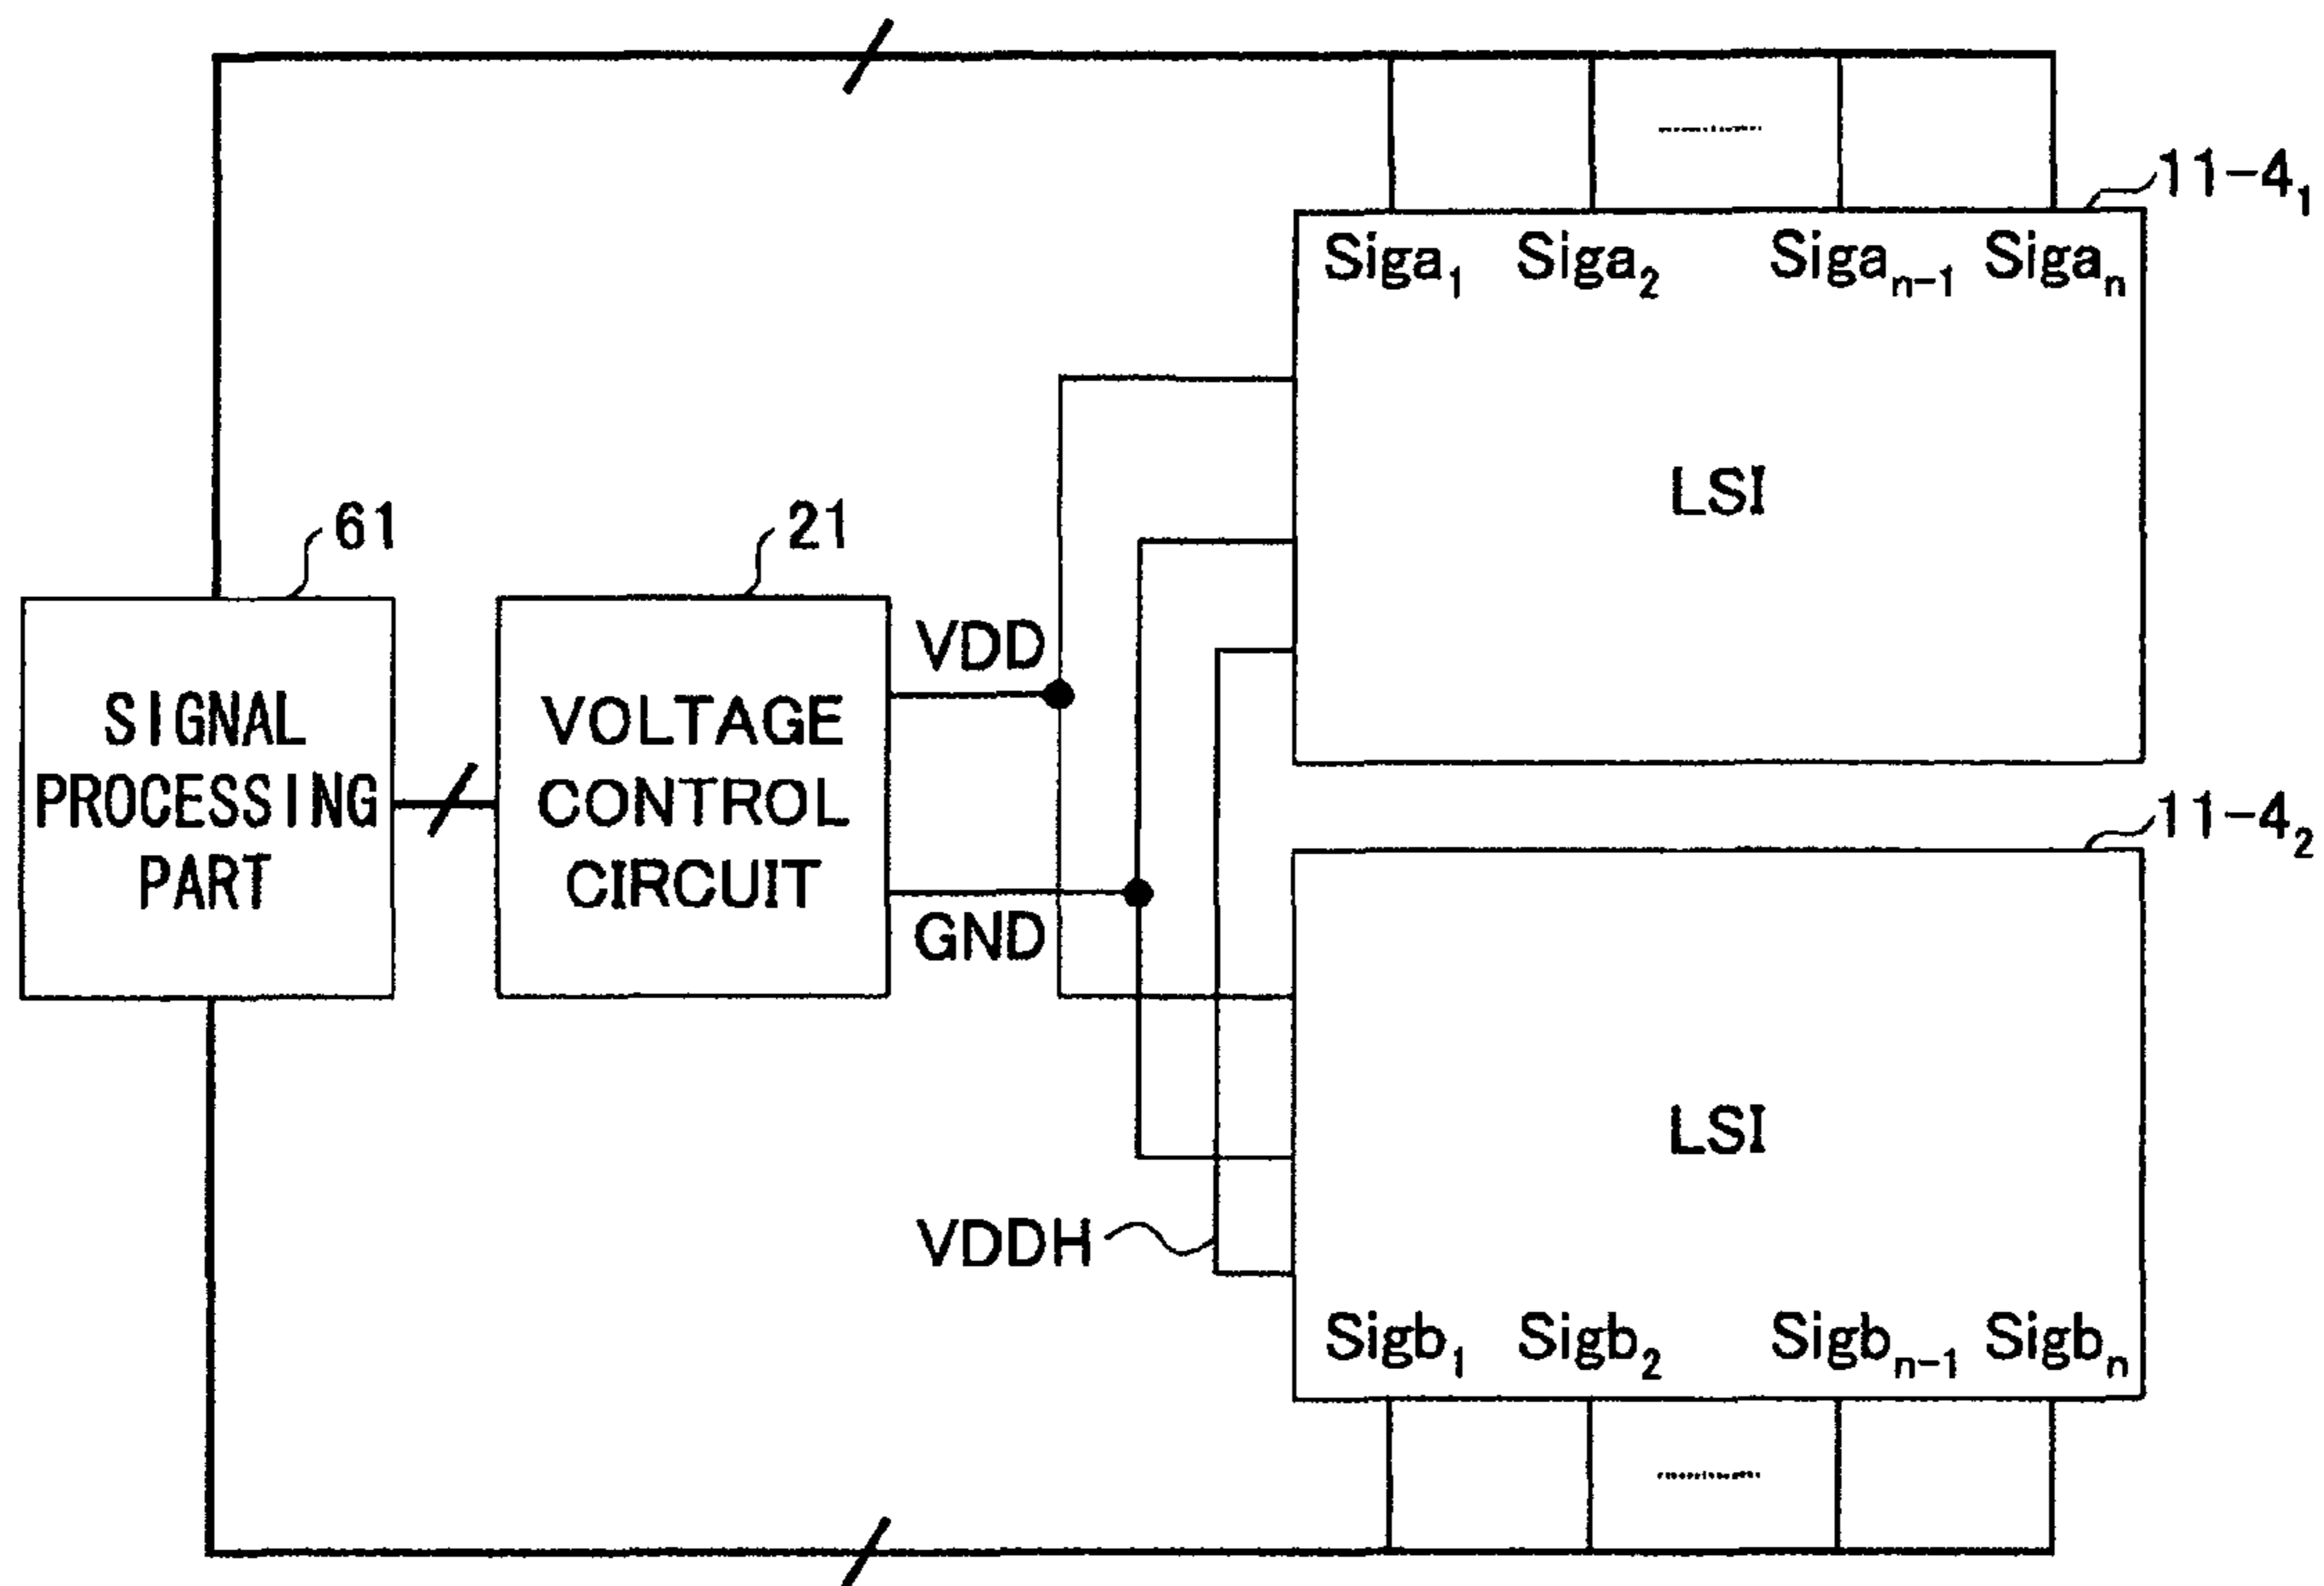 11-4₁
Siga₁ Siga₂ Sigaₙ₋₁ Sigaₙ
LSI
61
21
VDD
SIGNAL
PROCESSING
PART
VOLTAGE
CONTROL
CIRCUIT
GND
11-4₂
LSI
VDDH
Sigb₁ Sigb₂ Sigbₙ₋₁ Sigbₙ